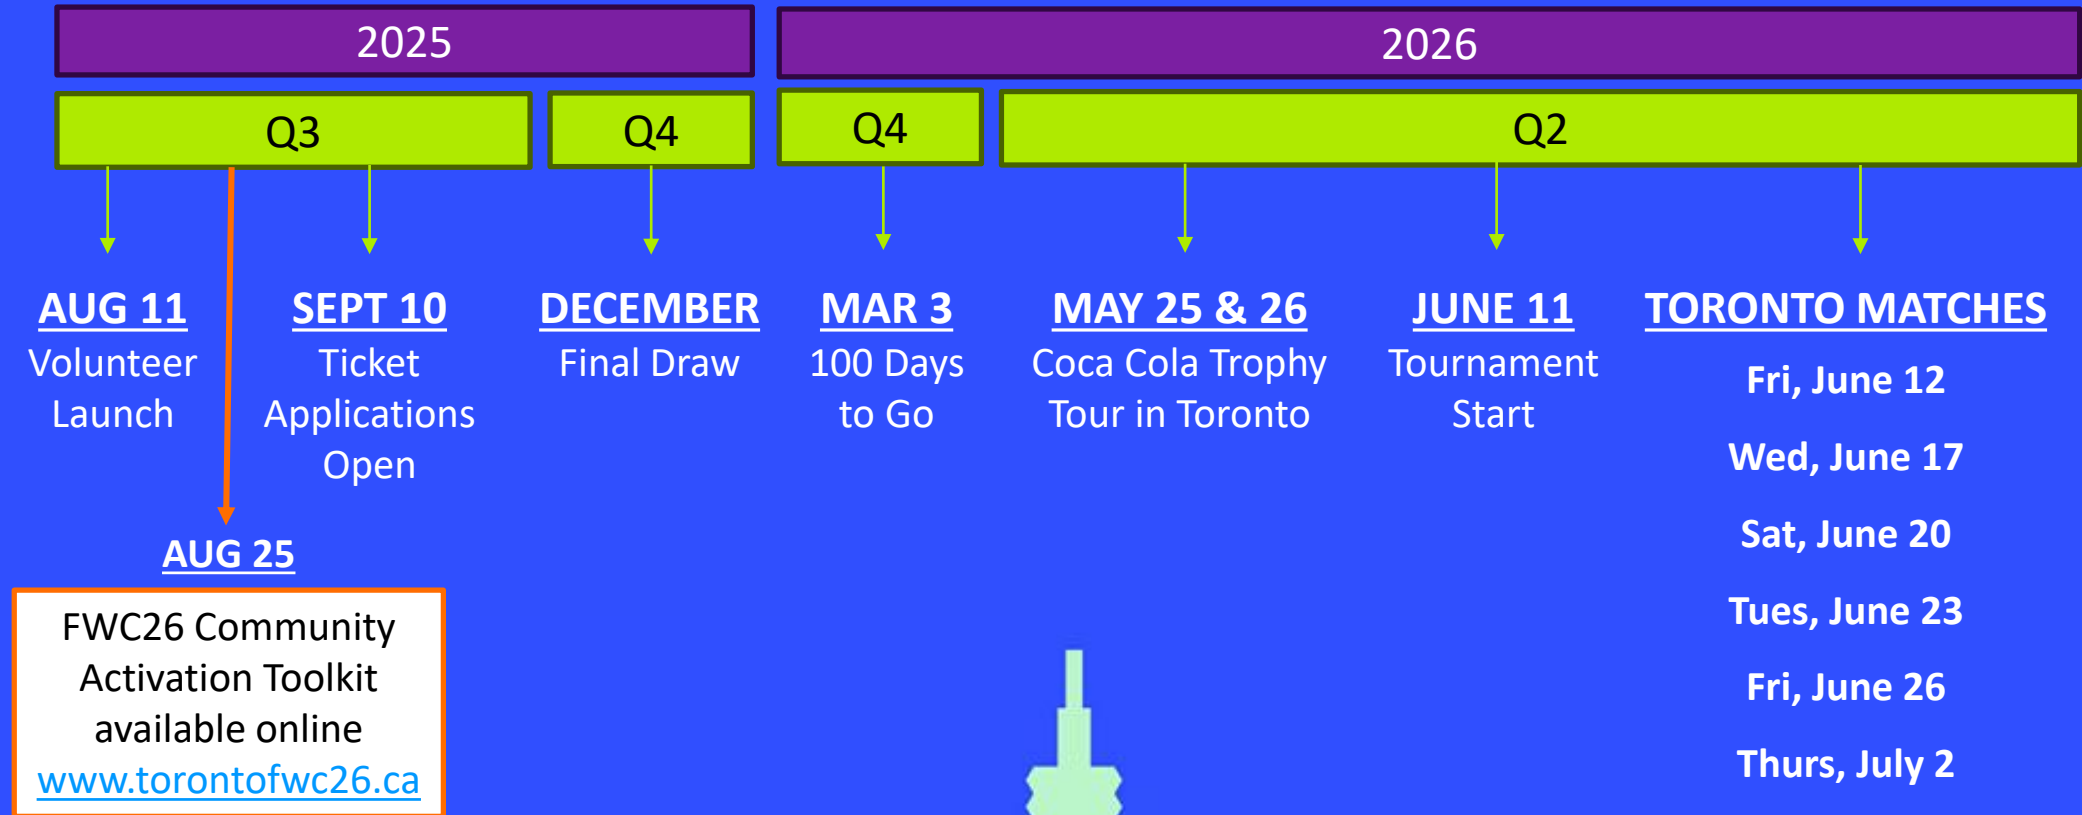 2025
2026
Q3
Q4
Q4
Q2
AUG 11
Volunteer
Launch
SEPT 10
Ticket
Applications
Open
DECEMBER
Final Draw
MAR 3
100 Days
to Go
MAY 25 & 26
Coca Cola Trophy
Tour in Toronto
JUNE 11
Tournament
Start
TORONTO MATCHES
Fri, June 12
Wed, June 17
Sat, June 20
Tues, June 23
Fri, June 26
Thurs, July 2
AUG 25
FWC26 Community
Activation Toolkit
available online
www.torontofwc26.ca